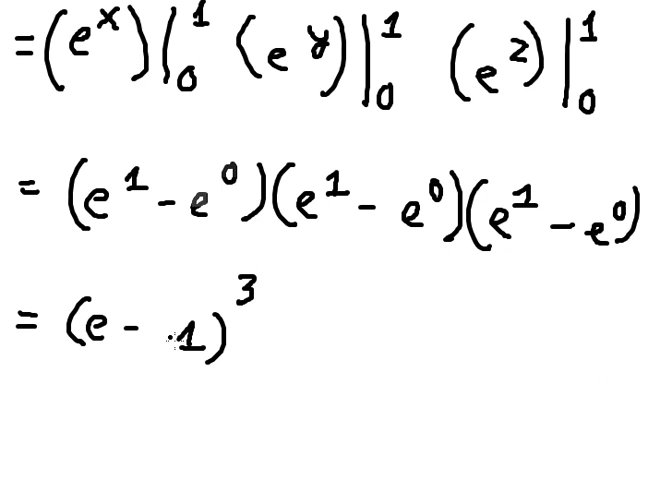 =(e^x)|_0^1 (e^y)|_0^1 (e^z)|_0^1
= (e^1 - e^0)(e^1 - e^0)(e^1 - e^0)
= (e - 1)^3